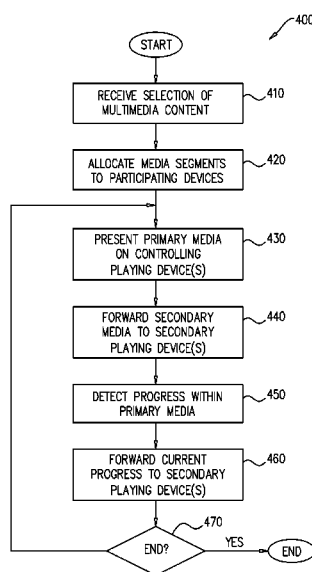 400
START
RECEIVE SELECTION OF
MULTIMEDIA CONTENT
410
ALLOCATE MEDIA SEGMENTS
TO PARTICIPATING DEVICES
420
PRESENT PRIMARY MEDIA
ON CONTROLLING
PLAYING DEVICE(S)
430
FORWARD SECONDARY
MEDIA TO SECONDARY
PLAYING DEVICE(S)
440
DETECT PROGRESS WITHIN
PRIMARY MEDIA
450
FORWARD CURRENT
PROGRESS TO SECONDARY
PLAYING DEVICE(S)
460
470
END?
YES
END